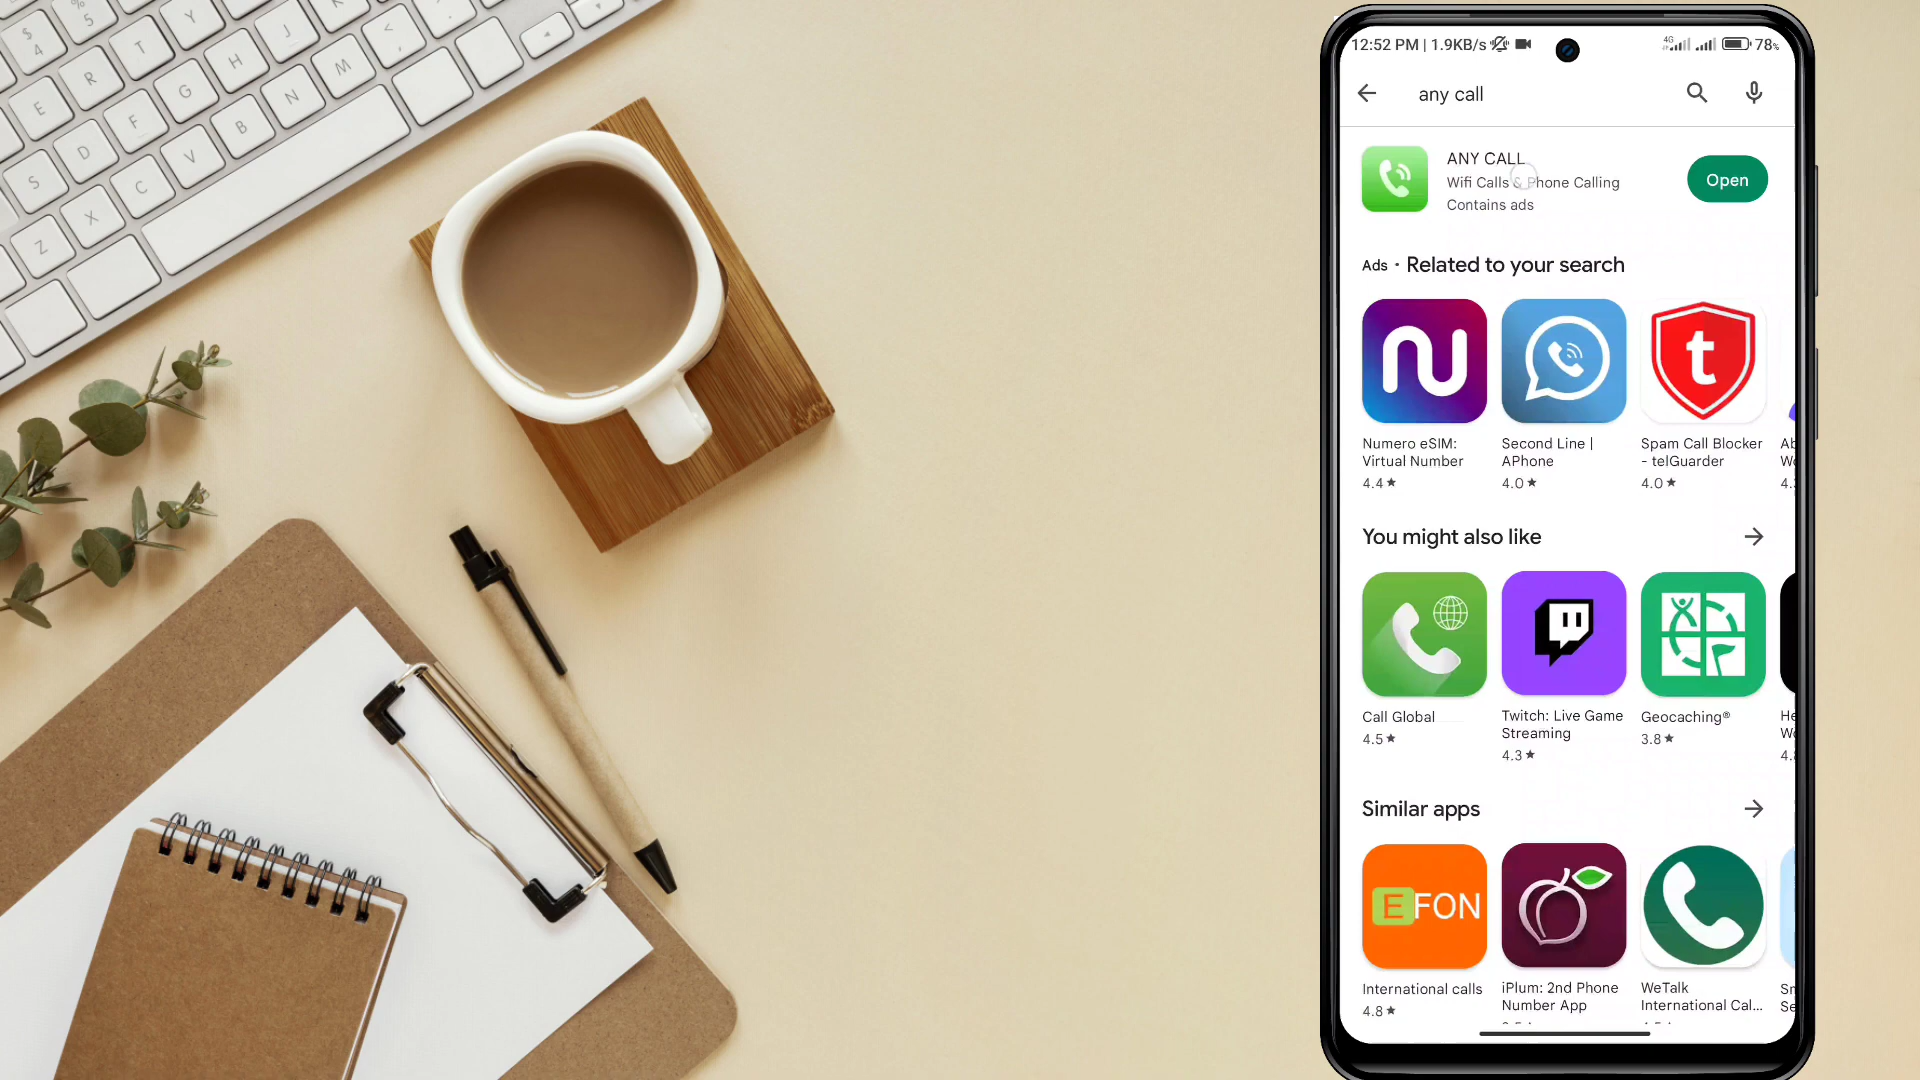 12:52 PM | 1.9KB/s
4G
78%
any call
ANY CALL
Wifi Calls & Phone Calling
Contains ads
Open
Ads · Related to your search
Numero eSIM:
Virtual Number
4.4★
Second Line |
APhone
4.0★
t
Spam Call Blocker
- telGuarder
4.0★
You might also like
Call Global
4.5★
Twitch: Live Game
Streaming
4.3★
Geocaching®
3.8★
Similar apps
EFON
International calls
4.8★
iPlum: 2nd Phone
Number App
WeTalk
International Cal...
$
4
%
5
E
R
T
Y
S
D
F
G
H
J
K
Z
X
C
V
B
N
M